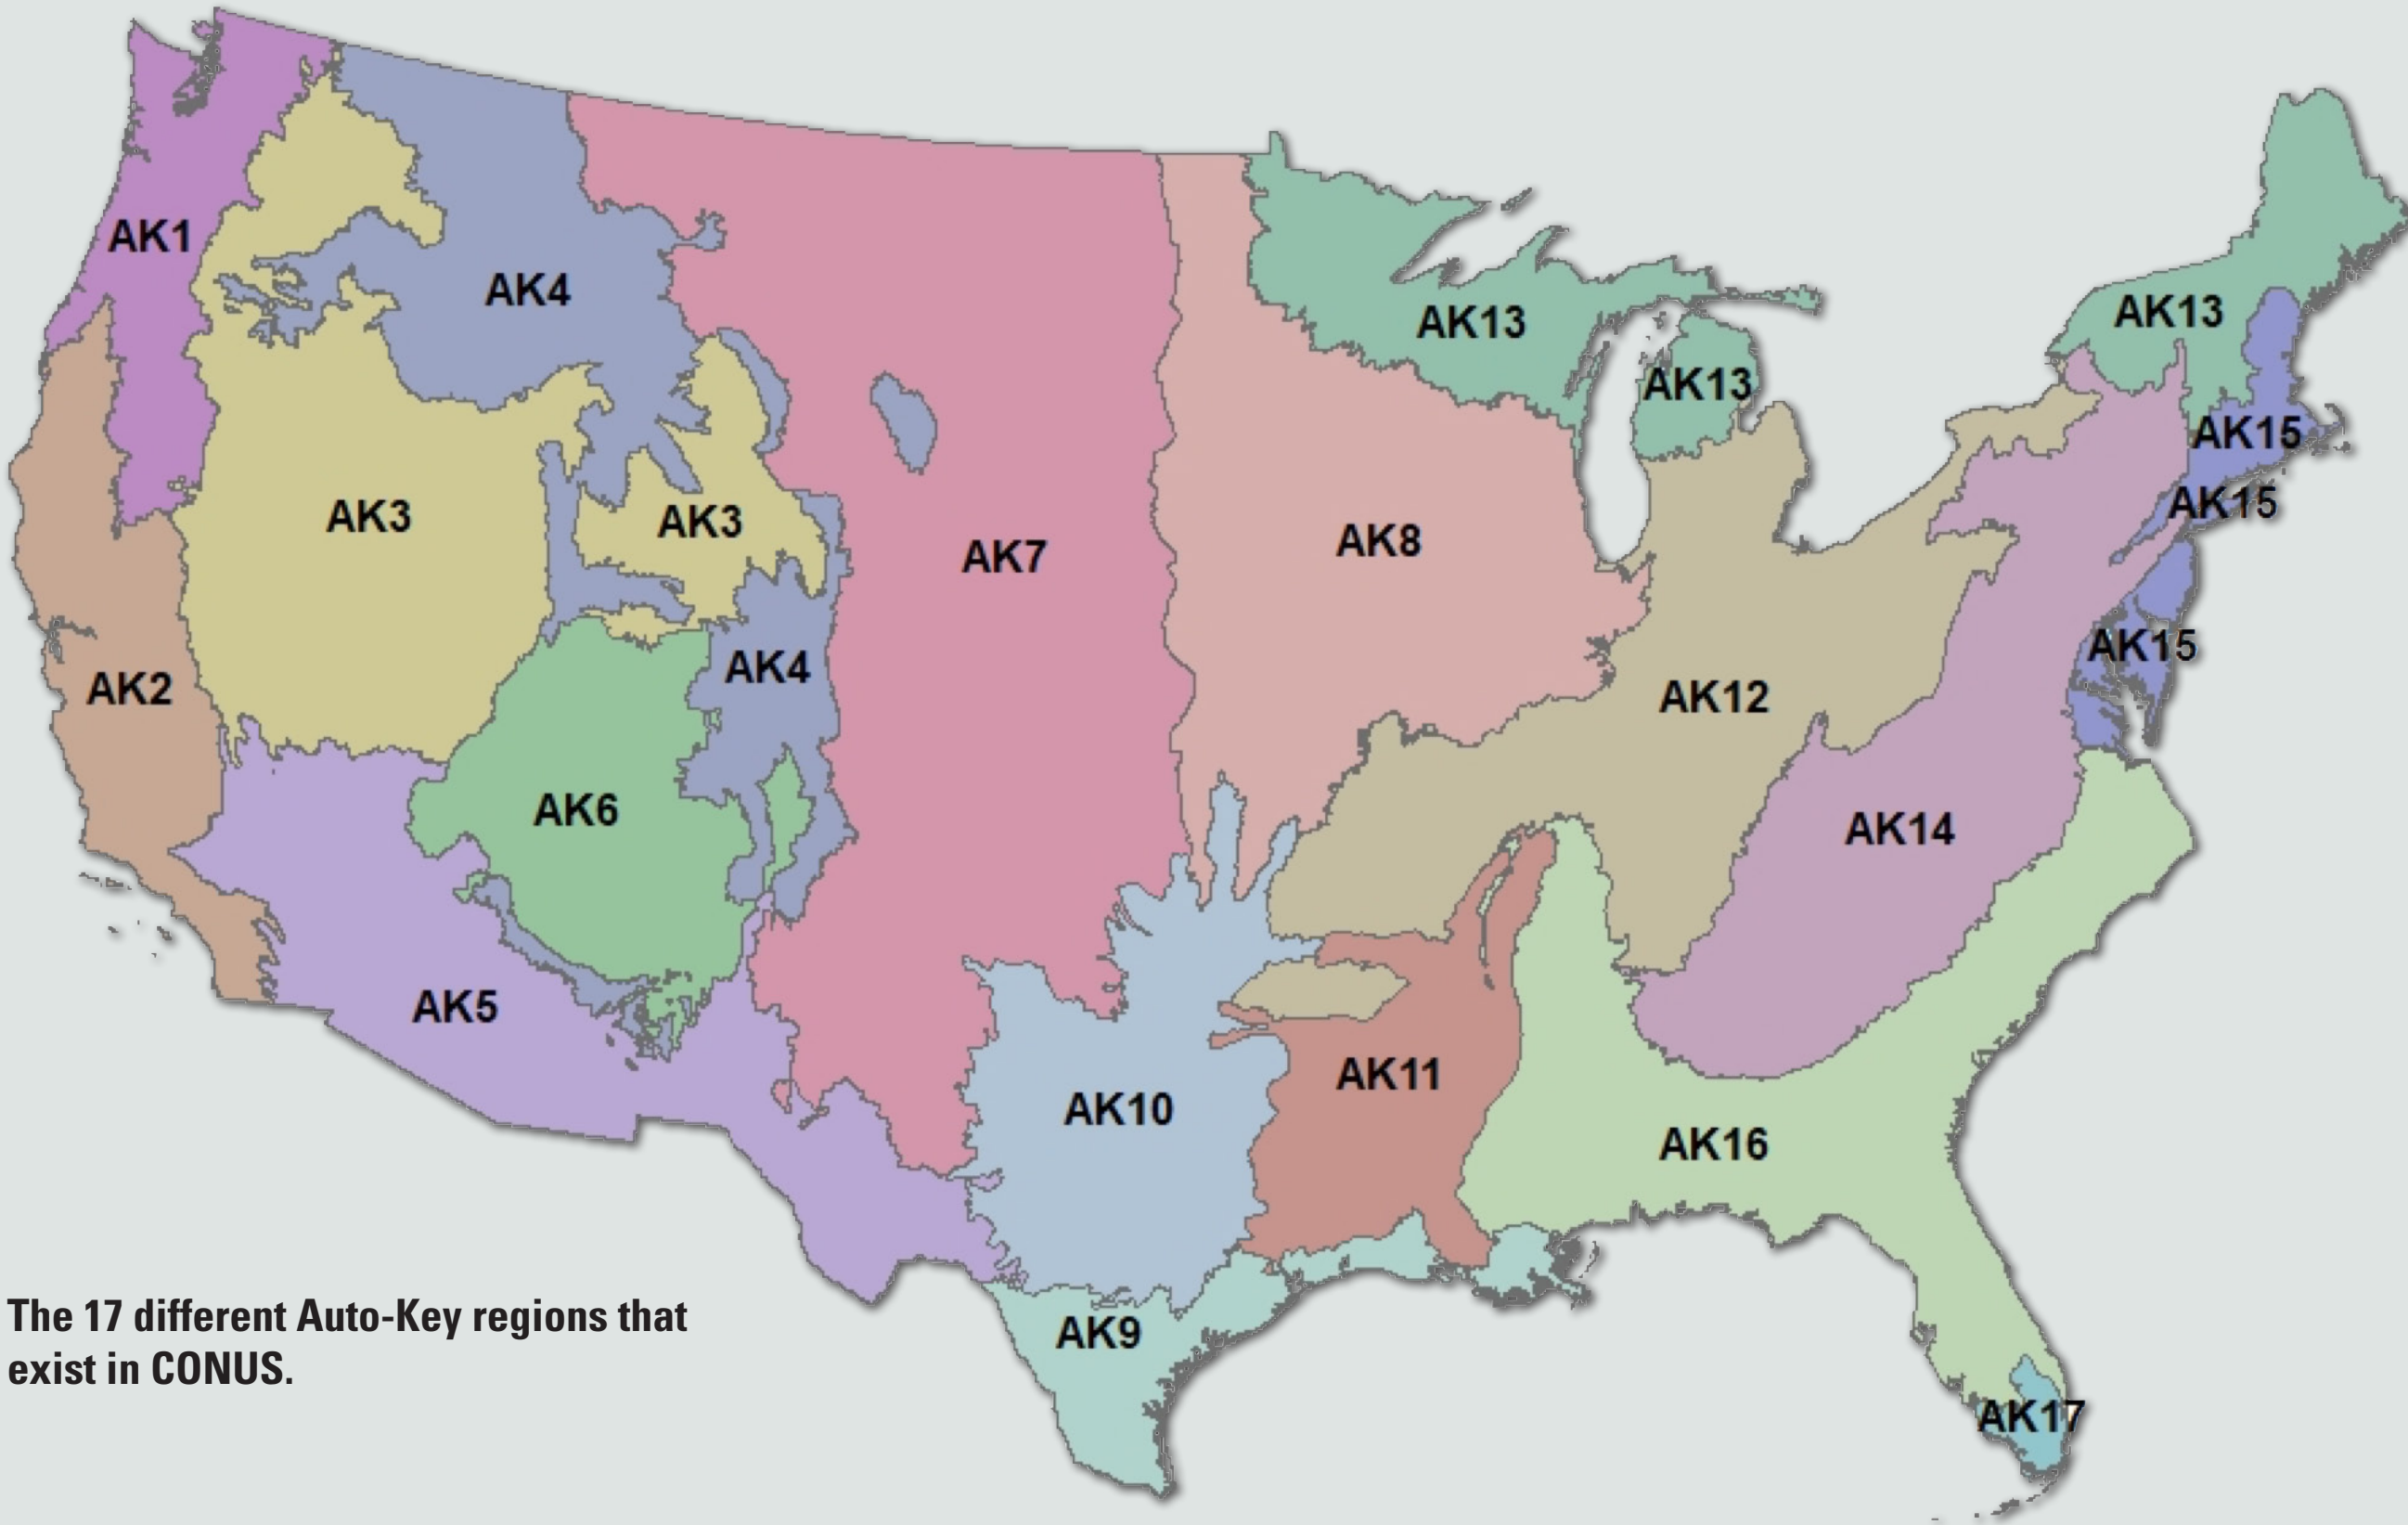 AK1
AK4
AK13
AK13
AK13
AK15
AK15
AK3
AK3
AK7
AK8
AK15
AK4
AK2
AK12
AK6
AK14
AK5
AK11
AK10
AK16
AK9
AK17
The 17 different Auto-Key regions that
exist in CONUS.